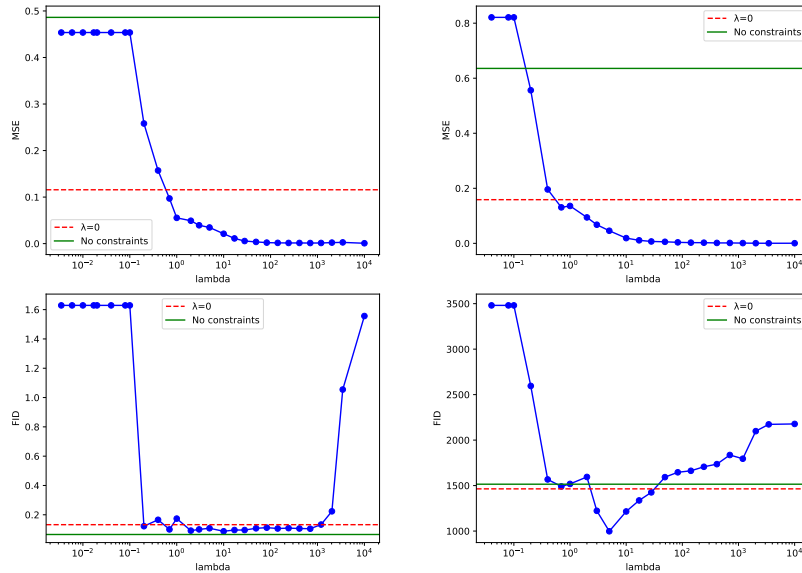 0.5
0.4
0.3
0.2
0.1
0.0
MSE
λ=0
No constraints
10⁻² 10⁻¹ 10⁰ 10¹ 10² 10³ 10⁴
lambda
0.8
0.6
0.4
0.2
0.0
MSE
λ=0
No constraints
10⁻¹ 10⁰ 10¹ 10² 10³ 10⁴
lambda
1.6
1.4
1.2
1.0
0.8
0.6
0.4
0.2
FID
λ=0
No constraints
10⁻² 10⁻¹ 10⁰ 10¹ 10² 10³ 10⁴
lambda
3500
3000
2500
2000
1500
1000
FID
λ=0
No constraints
10⁻¹ 10⁰ 10¹ 10² 10³ 10⁴
lambda